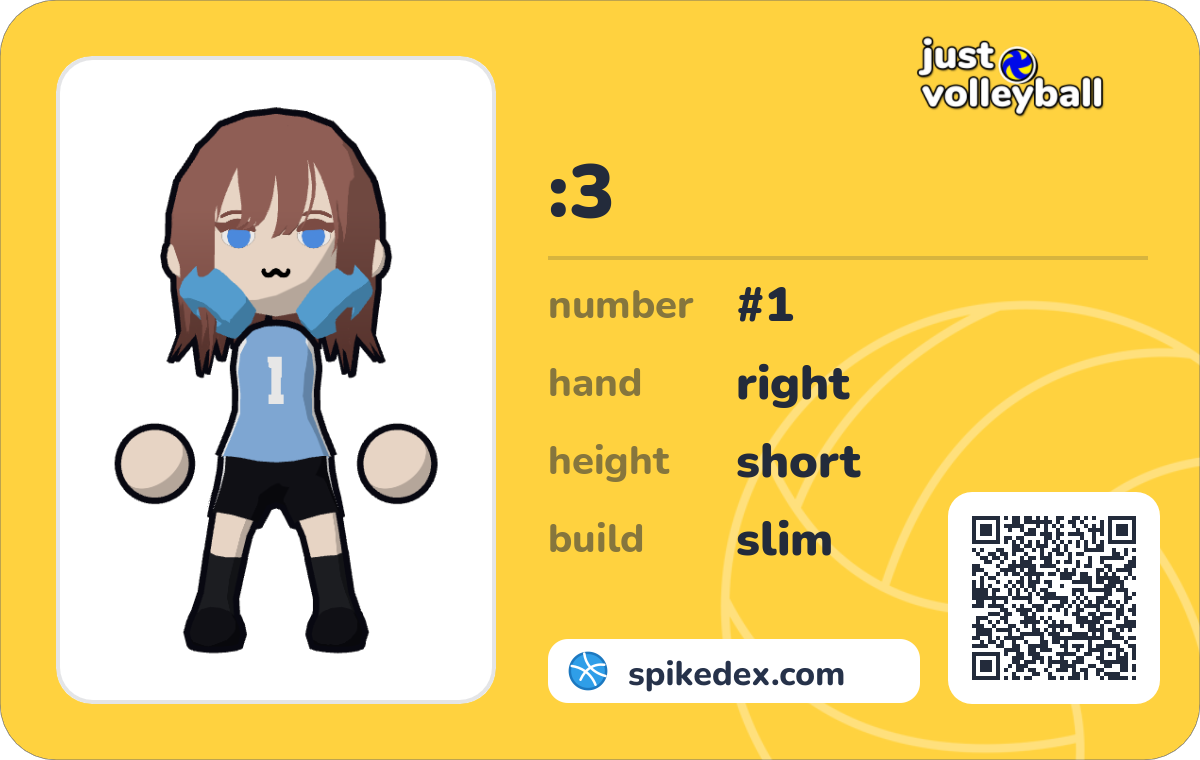 just
volleyball
:3
number #1
hand right
height short
build slim
1
spikedex.com